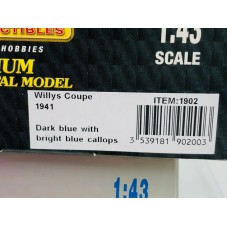 CTIBLES
HOBBIES
1:43
SCALE
UM
AL MODEL
Willys Coupe
1941
ITEM:1902
Dark blue with
bright blue callops
3 539181 902003
1:43